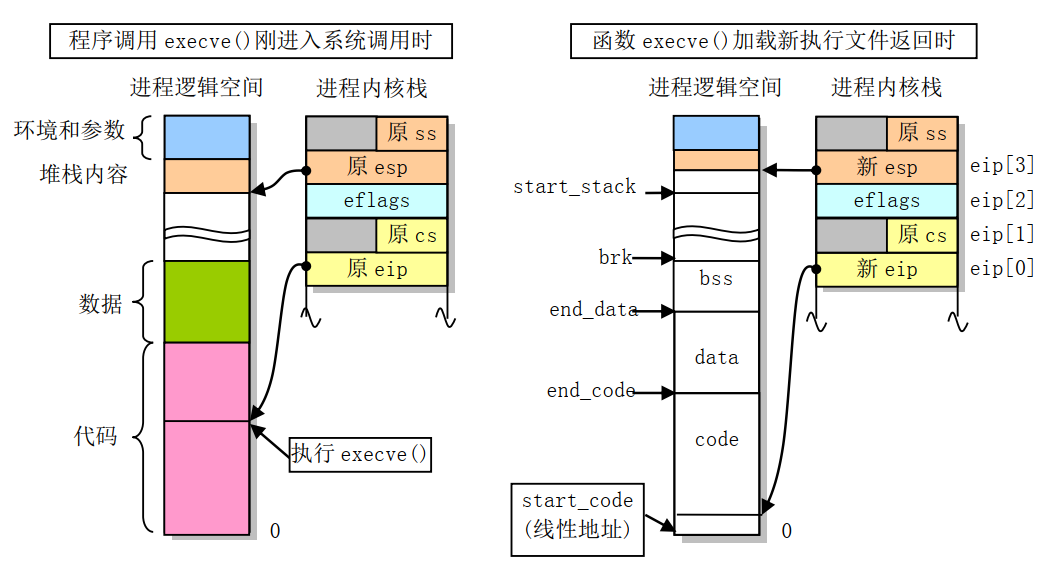 程序调用 execve()刚进入系统调用时
进程逻辑空间
进程内核栈
环境和参数
堆栈内容
数据
代码
原 ss
原 esp
eflags
原 cs
原 eip
执行 execve()
0
函数 execve()加载新执行文件返回时
进程逻辑空间
进程内核栈
start_stack
brk
end_data
end_code
start_code
(线性地址)
bss
data
code
0
原 ss
新 esp
eip[3]
eflags
eip[2]
原 cs
eip[1]
新 eip
eip[0]